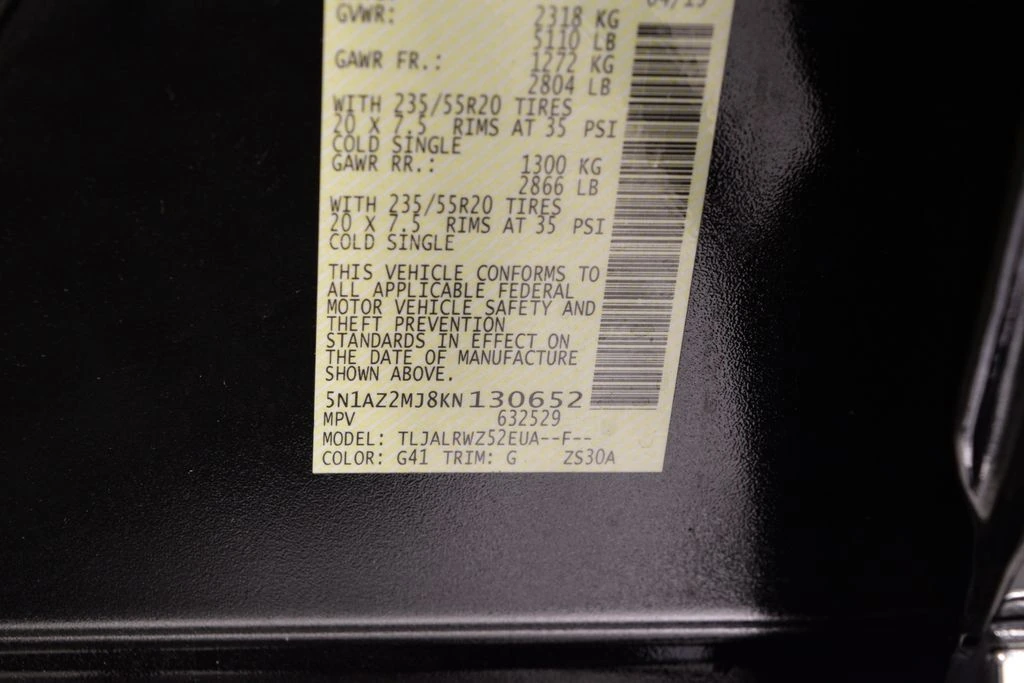 04/19
GVWR: 2318 KG
5110 LB
GAWR FR.: 1272 KG
2804 LB
WITH 235/55R20 TIRES
20 X 7.5 RIMS AT 35 PSI
COLD SINGLE
GAWR RR.: 1300 KG
2866 LB
WITH 235/55R20 TIRES
20 X 7.5 RIMS AT 35 PSI
COLD SINGLE
THIS VEHICLE CONFORMS TO
ALL APPLICABLE FEDERAL
MOTOR VEHICLE SAFETY AND
THEFT PREVENTION
STANDARDS IN EFFECT ON
THE DATE OF MANUFACTURE
SHOWN ABOVE.
5N1AZ2MJ8KN130652
MPV 632529
MODEL: TLJALRWZ52EUA--F--
COLOR: G41 TRIM: G ZS30A